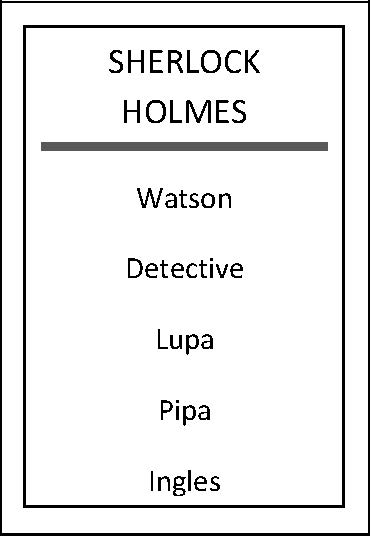 SHERLOCK
HOLMES
Watson
Detective
Lupa
Pipa
Ingles